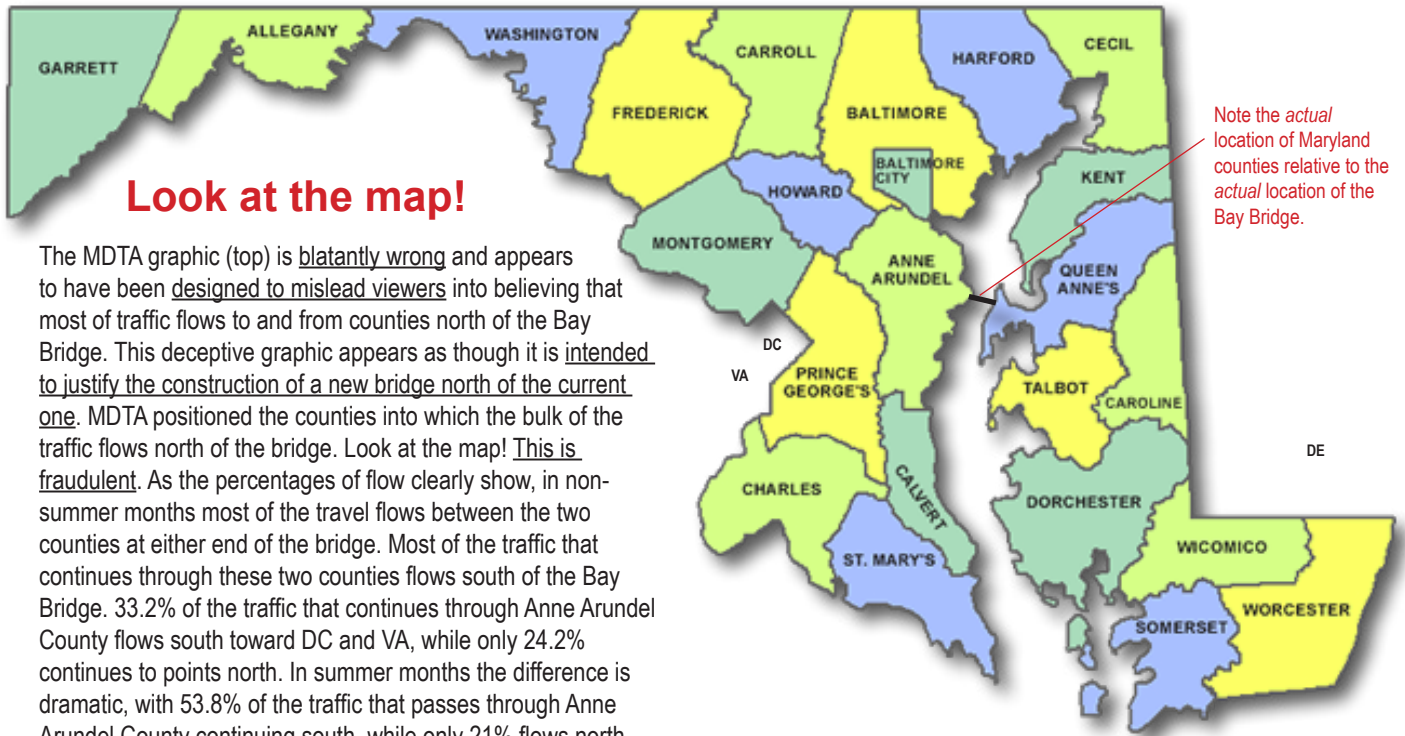 GARRETT
ALLEGANY
WASHINGTON
FREDERICK
CARROLL
BALTIMORE
BALTIMORE
CITY
HARFORD
CECIL
HOWARD
MONTGOMERY
ANNE
ARUNDEL
KENT
QUEEN
ANNE'S
PRINCE
GEORGE'S
DC
VA
TALBOT
CAROLINE
DE
CHARLES
CALVERT
ST. MARY'S
DORCHESTER
WICOMICO
SOMERSET
WORCESTER
Note the actual
location of Maryland
counties relative to the
actual location of the
Bay Bridge.
Look at the map!
The MDTA graphic (top) is blatantly wrong and appears
to have been designed to mislead viewers into believing that
most of traffic flows to and from counties north of the Bay
Bridge. This deceptive graphic appears as though it is intended
to justify the construction of a new bridge north of the current
one. MDTA positioned the counties into which the bulk of the
traffic flows north of the bridge. Look at the map! This is
fraudulent. As the percentages of flow clearly show, in non-
summer months most of the travel flows between the two
counties at either end of the bridge. Most of the traffic that
continues through these two counties flows south of the Bay
Bridge. 33.2% of the traffic that continues through Anne Arundel
County flows south toward DC and VA, while only 24.2%
continues to points north. In summer months the difference is
dramatic, with 53.8% of the traffic that passes through Anne
Arundel County continuing south, while only 21% flows north